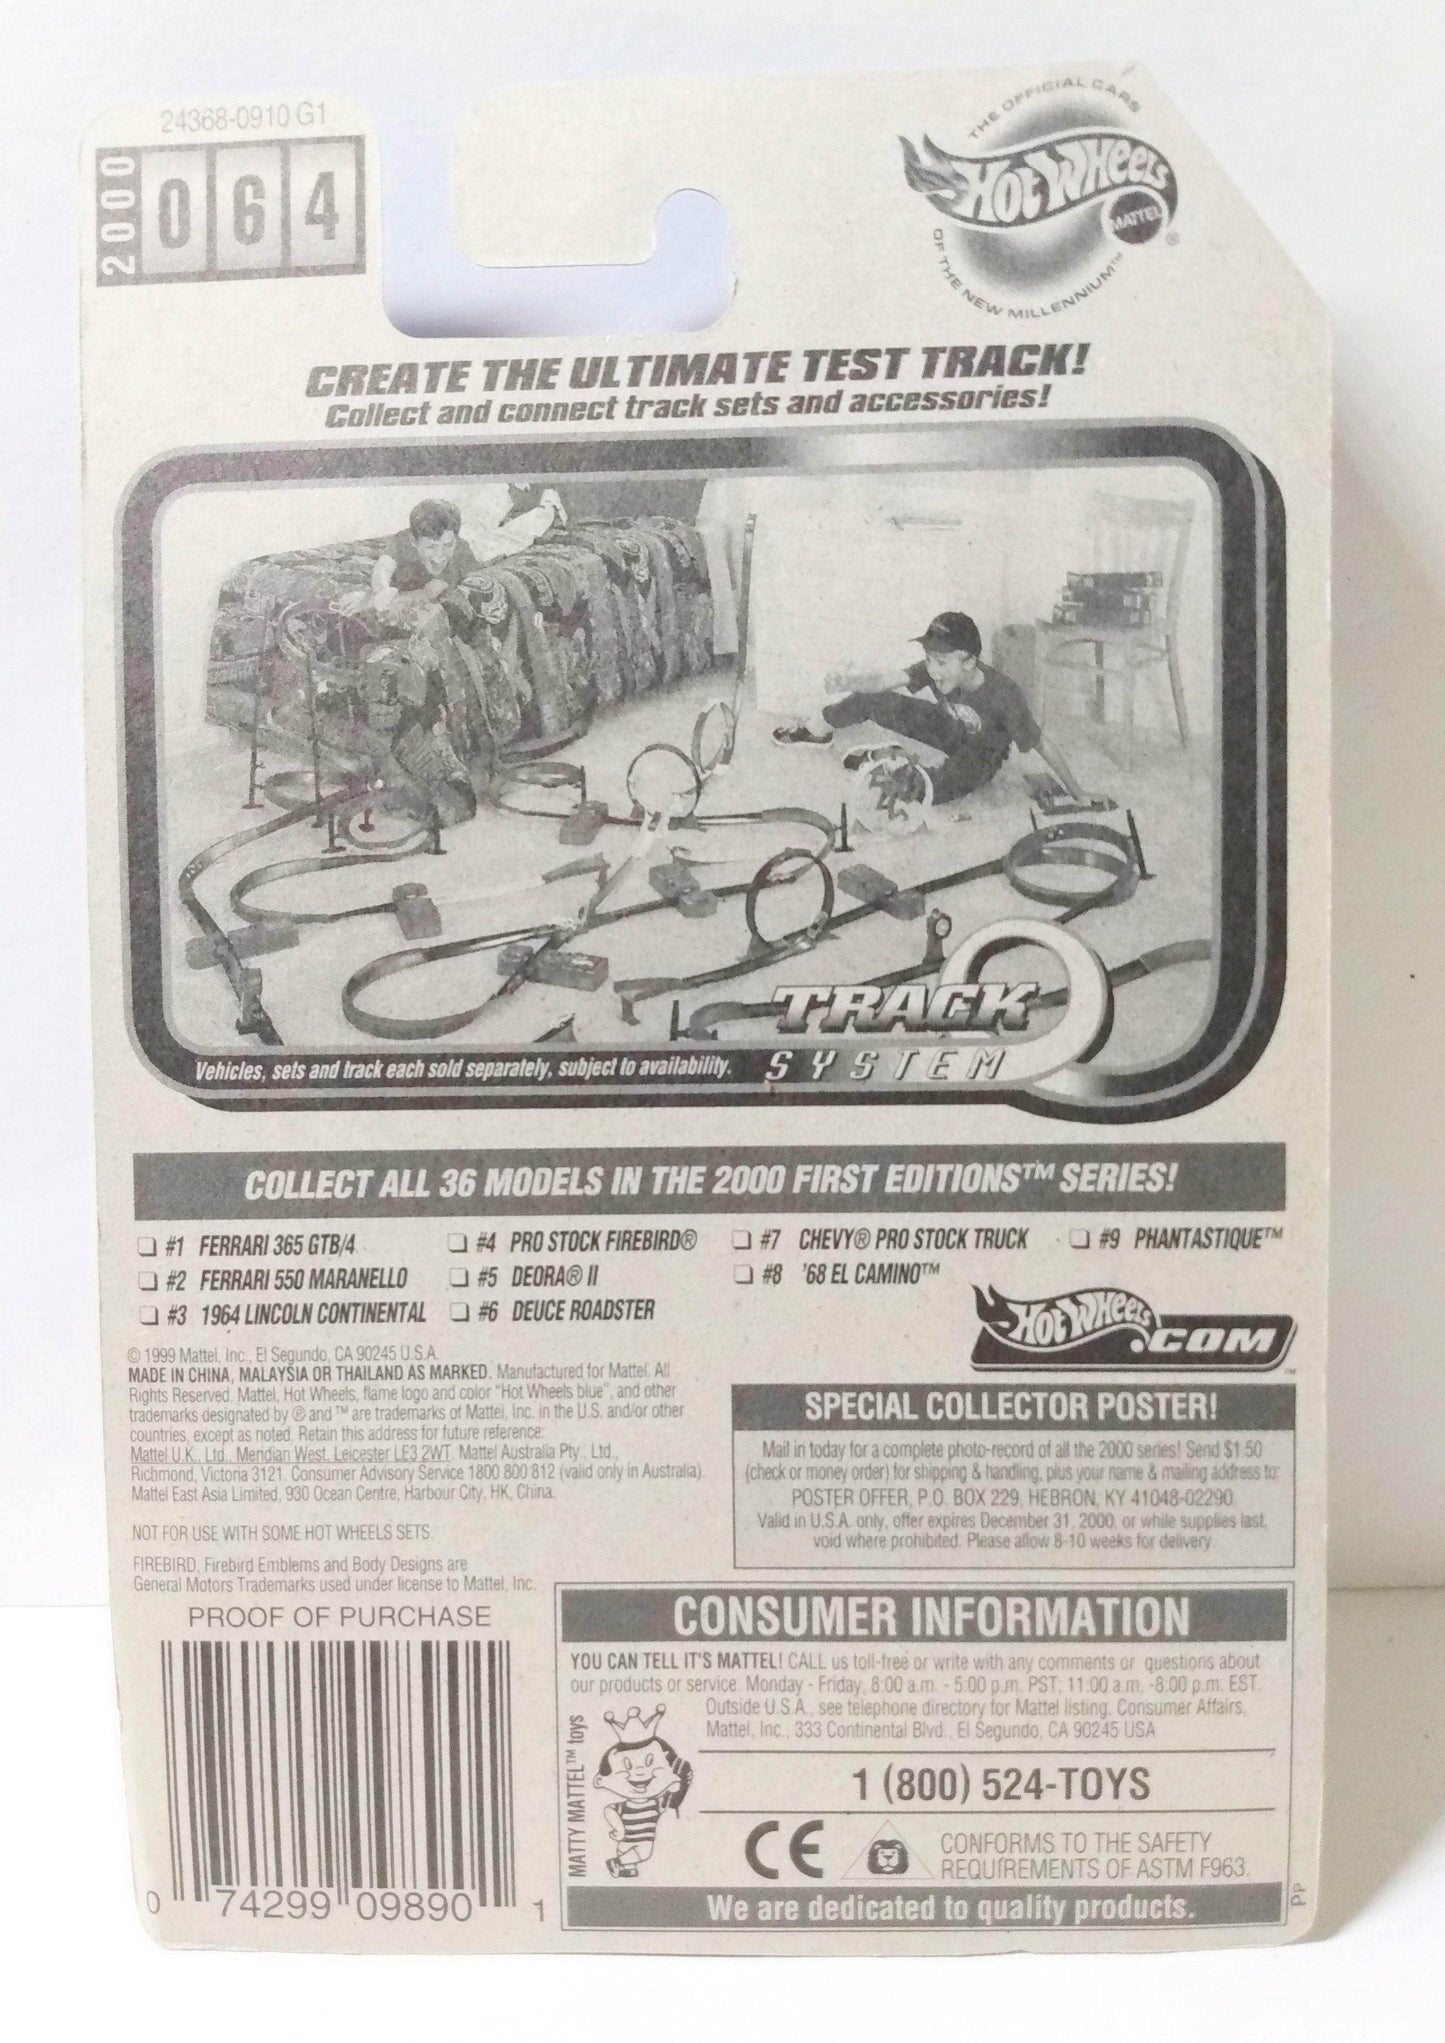 24368-0910 G1
2000
064
THE OFFICIAL CARS
HOT WHEELS
MATTEL
®
OF THE NEW MILLENNIUM™
CREATE THE ULTIMATE TEST TRACK!
Collect and connect track sets and accessories!
TRACK
SYSTEM
Vehicles, sets and track each sold separately, subject to availability.
COLLECT ALL 36 MODELS IN THE 2000 FIRST EDITIONS™ SERIES!
#1 FERRARI 365 GTB/4
#2 FERRARI 550 MARANELLO
#3 1964 LINCOLN CONTINENTAL
#4 PRO STOCK FIREBIRD®
#5 DEORA® II
#6 DEUCE ROADSTER
#7 CHEVY® PRO STOCK TRUCK
#8 '68 EL CAMINO™
#9 PHANTASTIQUE™
HOT WHEELS.COM
™
© 1999 Mattel, Inc., El Segundo, CA 90245 U.S.A.
MADE IN CHINA, MALAYSIA OR THAILAND AS MARKED. Manufactured for Mattel. All
Rights Reserved. Mattel, Hot Wheels, flame logo and color "Hot Wheels blue", and other
trademarks designated by ® and ™ are trademarks of Mattel, Inc. in the U.S. and/or other
countries, except as noted. Retain this address for future reference:
Mattel U.K., Ltd., Meridian West, Leicester LE3 2WT. Mattel Australia Pty., Ltd.,
Richmond, Victoria 3121. Consumer Advisory Service 1800 800 812 (valid only in Australia).
Mattel East Asia Limited, 930 Ocean Centre, Harbour City, HK, China.
NOT FOR USE WITH SOME HOT WHEELS SETS.
FIREBIRD, Firebird Emblems and Body Designs are
General Motors Trademarks used under license to Mattel, Inc.
SPECIAL COLLECTOR POSTER!
Mail in today for a complete photo-record of all the 2000 series! Send $1.50
(check or money order) for shipping & handling, plus your name & mailing address to:
POSTER OFFER, P.O. BOX 229, HEBRON, KY 41048-02290.
Valid in U.S.A. only, offer expires December 31, 2000, or while supplies last,
void where prohibited. Please allow 8-10 weeks for delivery.
PROOF OF PURCHASE
0 74299 09890 1
CONSUMER INFORMATION
YOU CAN TELL IT'S MATTEL! CALL us toll-free or write with any comments or questions about
our products or service. Monday - Friday, 8:00 a.m. - 5:00 p.m. PST; 11:00 a.m. -8:00 p.m. EST.
Outside U.S.A., see telephone directory for Mattel listing. Consumer Affairs,
Mattel, Inc., 333 Continental Blvd., El Segundo, CA 90245 USA
MATTY MATTEL™ toys
1 (800) 524-TOYS
CE
CONFORMS TO THE SAFETY
REQUIREMENTS OF ASTM F963.
We are dedicated to quality products.
PP